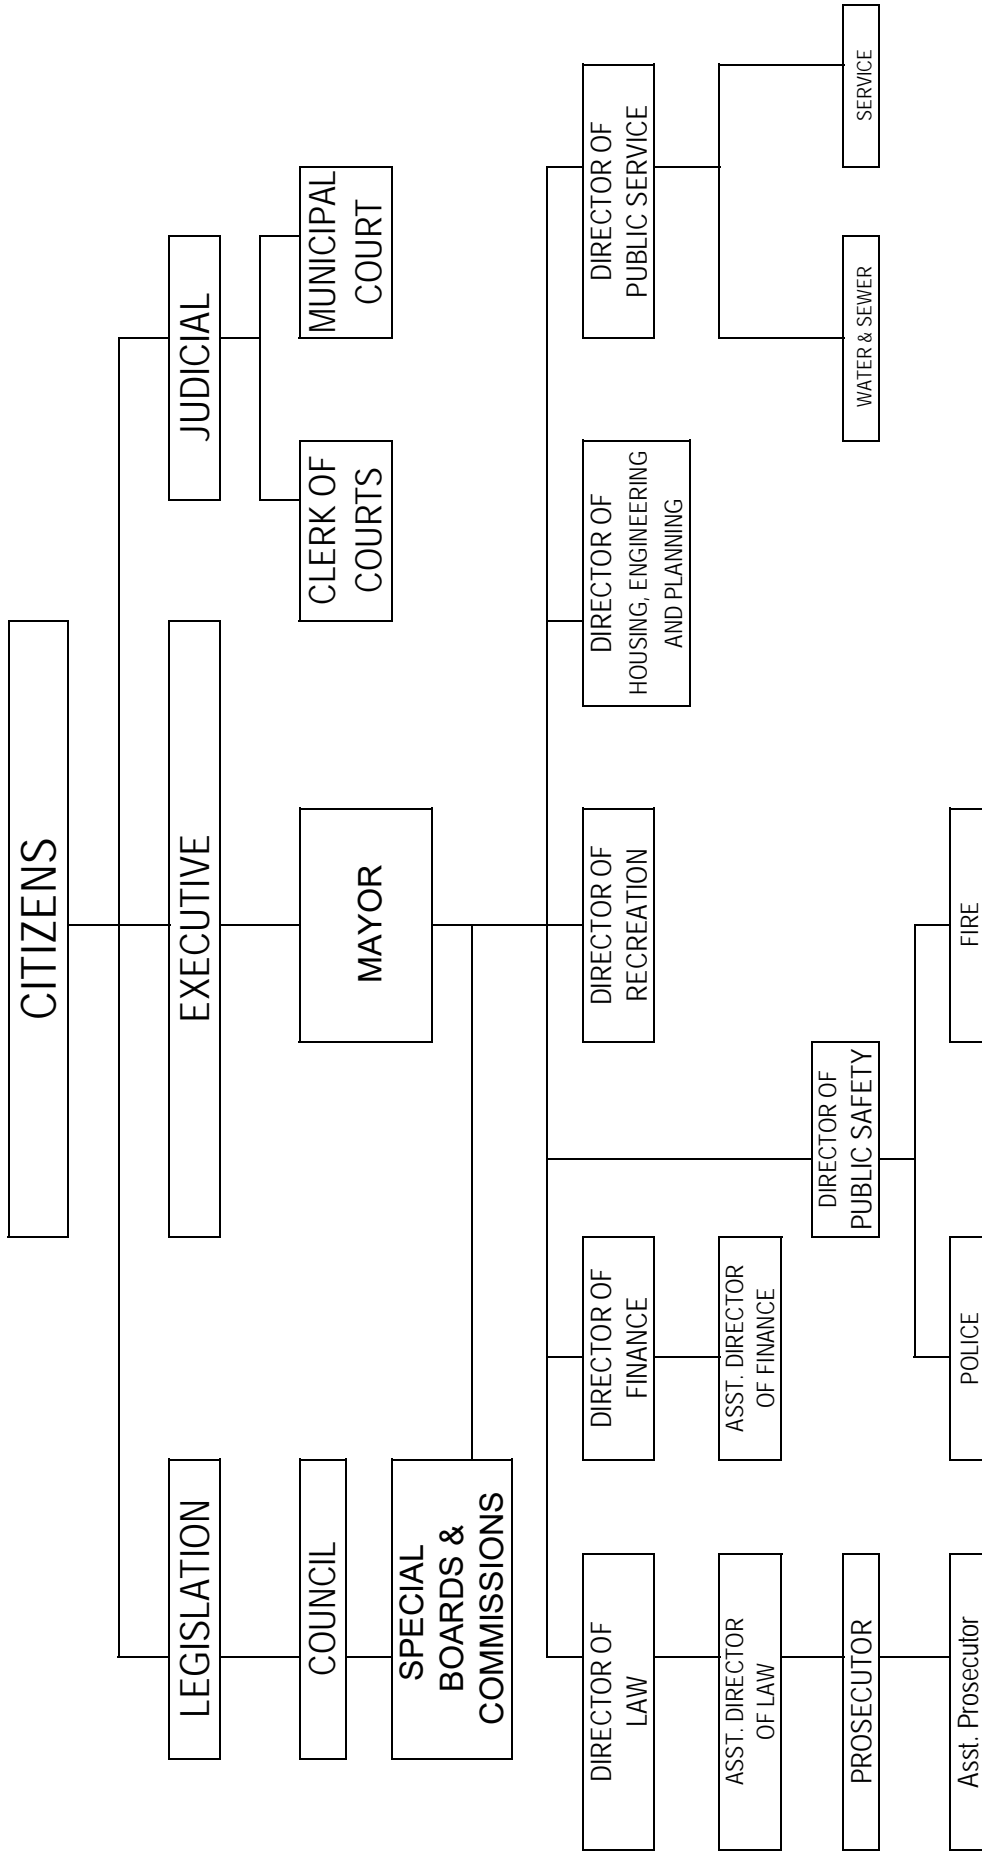 CITIZENS
LEGISLATION
EXECUTIVE
JUDICIAL
COUNCIL
MAYOR
CLERK OF
COURTS
MUNICIPAL
COURT
SPECIAL
BOARDS &
COMMISSIONS
DIRECTOR OF
LAW
DIRECTOR OF
FINANCE
DIRECTOR OF
RECREATION
DIRECTOR OF
HOUSING, ENGINEERING
AND PLANNING
DIRECTOR OF
PUBLIC SERVICE
ASST. DIRECTOR
OF LAW
ASST. DIRECTOR
OF FINANCE
DIRECTOR OF
PUBLIC SAFETY
PROSECUTOR
WATER & SEWER
SERVICE
Asst. Prosecutor
POLICE
FIRE